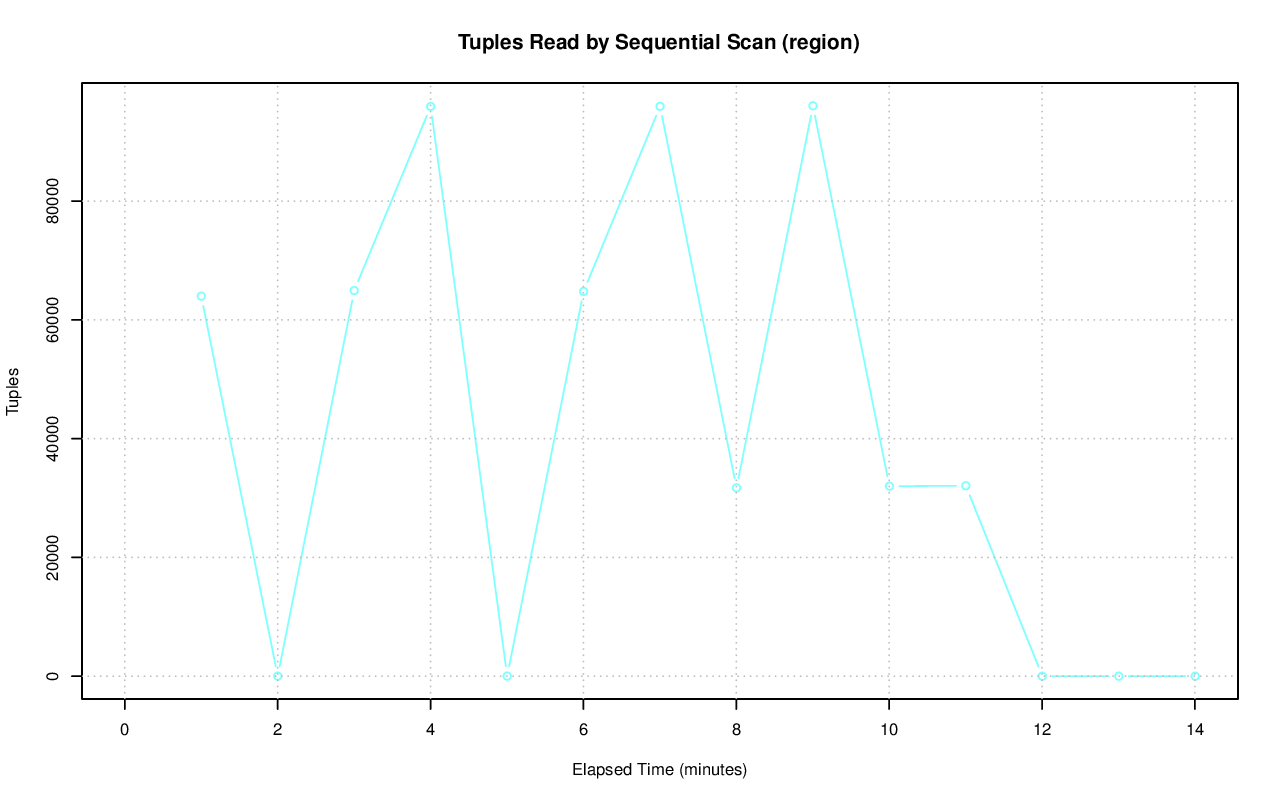 Tuples Read by Sequential Scan (region)
Tuples
80000
60000
40000
20000
0
0 2 4 6 8 10 12 14
Elapsed Time (minutes)